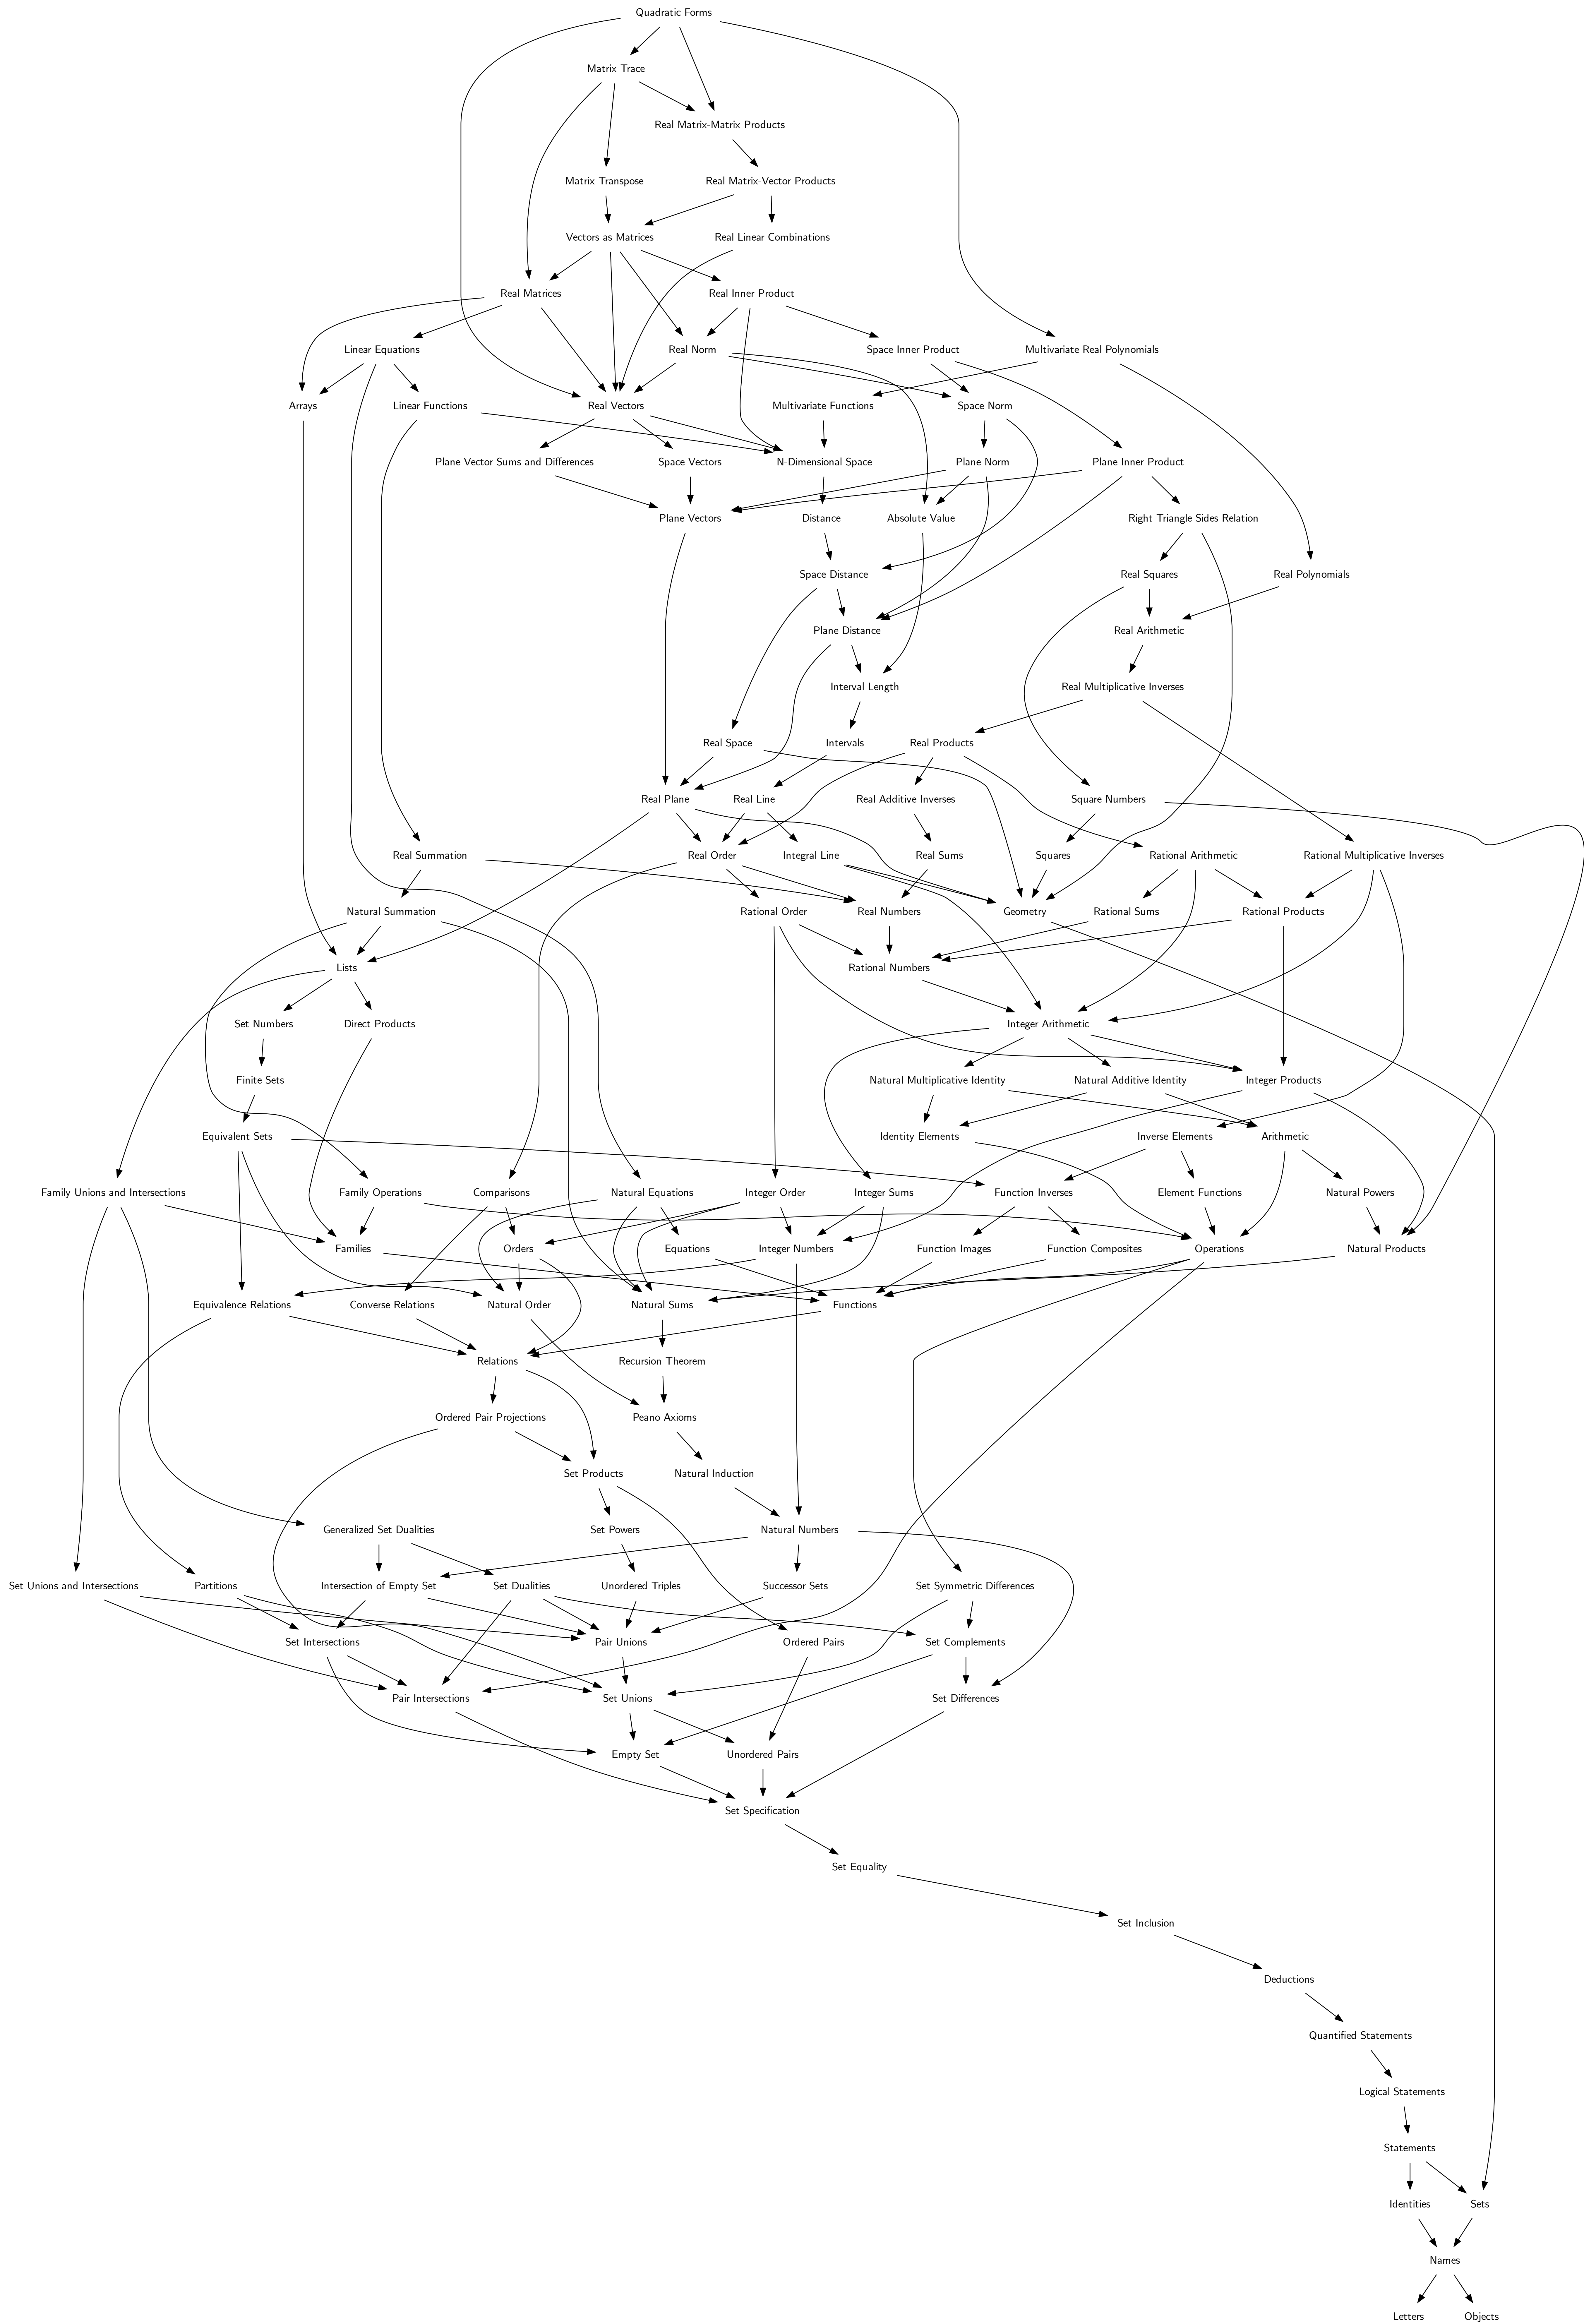 Quadratic Forms
Matrix Trace
Real Matrix-Matrix Products
Matrix Transpose
Real Matrix-Vector Products
Vectors as Matrices
Real Linear Combinations
Real Matrices
Real Inner Product
Linear Equations
Real Norm
Space Inner Product
Multivariate Real Polynomials
Arrays
Linear Functions
Real Vectors
Multivariate Functions
Space Norm
Plane Vector Sums and Differences
Space Vectors
N-Dimensional Space
Plane Norm
Plane Inner Product
Plane Vectors
Distance
Absolute Value
Right Triangle Sides Relation
Space Distance
Real Squares
Real Polynomials
Plane Distance
Real Arithmetic
Interval Length
Real Multiplicative Inverses
Real Space
Intervals
Real Products
Real Plane
Real Line
Real Additive Inverses
Square Numbers
Real Summation
Real Order
Integral Line
Real Sums
Squares
Rational Arithmetic
Rational Multiplicative Inverses
Natural Summation
Rational Order
Real Numbers
Geometry
Rational Sums
Rational Products
Lists
Rational Numbers
Set Numbers
Direct Products
Integer Arithmetic
Finite Sets
Natural Multiplicative Identity
Natural Additive Identity
Integer Products
Equivalent Sets
Identity Elements
Inverse Elements
Arithmetic
Family Unions and Intersections
Family Operations
Comparisons
Natural Equations
Integer Order
Integer Sums
Function Inverses
Element Functions
Natural Powers
Families
Orders
Equations
Integer Numbers
Function Images
Function Composites
Operations
Natural Products
Equivalence Relations
Converse Relations
Natural Order
Natural Sums
Functions
Relations
Recursion Theorem
Ordered Pair Projections
Peano Axioms
Set Products
Natural Induction
Generalized Set Dualities
Set Powers
Natural Numbers
Set Unions and Intersections
Partitions
Intersection of Empty Set
Set Dualities
Unordered Triples
Successor Sets
Set Symmetric Differences
Set Intersections
Pair Unions
Ordered Pairs
Set Complements
Pair Intersections
Set Unions
Set Differences
Empty Set
Unordered Pairs
Set Specification
Set Equality
Set Inclusion
Deductions
Quantified Statements
Logical Statements
Statements
Identities
Sets
Names
Letters
Objects